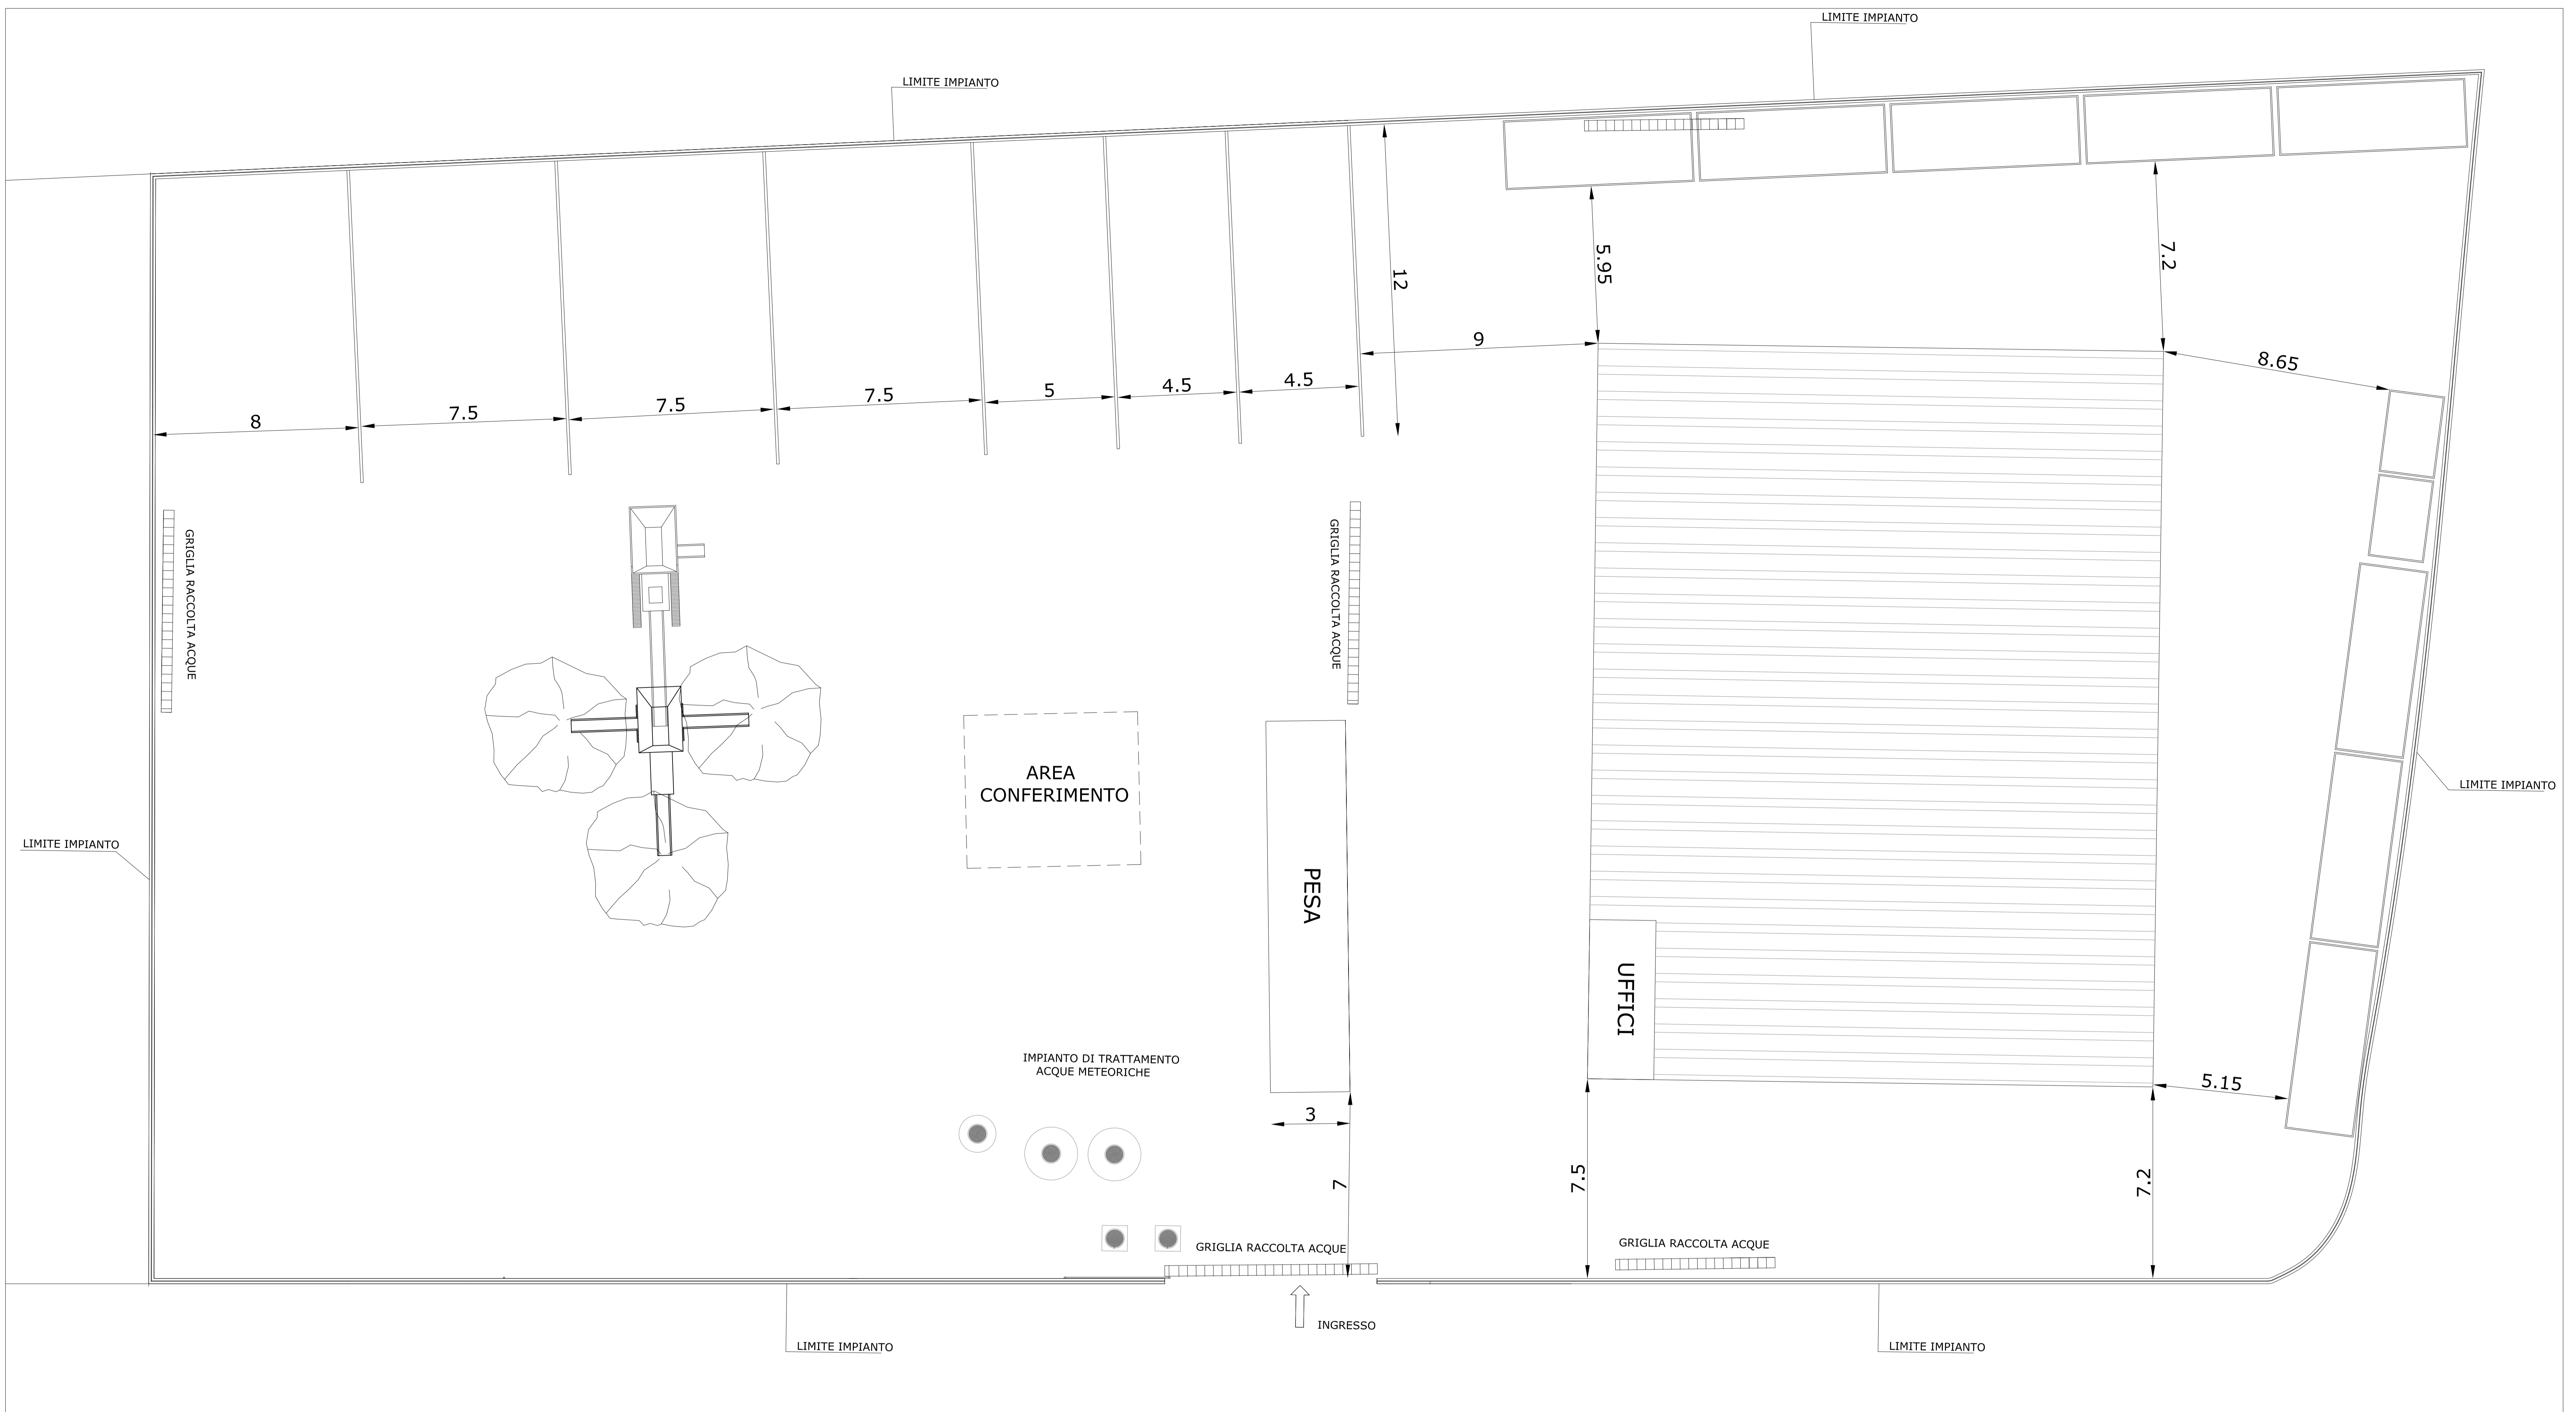 LIMITE IMPIANTO
LIMITE IMPIANTO
12
5.95
7.2
9
8.65
8
7.5
7.5
7.5
5
4.5
4.5
GRIGLIA RACCOLTA ACQUE
GRIGLIA RACCOLTA ACQUE
AREA
CONFERIMENTO
LIMITE IMPIANTO
LIMITE IMPIANTO
PESA
UFFICI
IMPIANTO DI TRATTAMENTO
ACQUE METEORICHE
5.15
3
7
7.5
7.2
GRIGLIA RACCOLTA ACQUE
GRIGLIA RACCOLTA ACQUE
INGRESSO
LIMITE IMPIANTO
LIMITE IMPIANTO